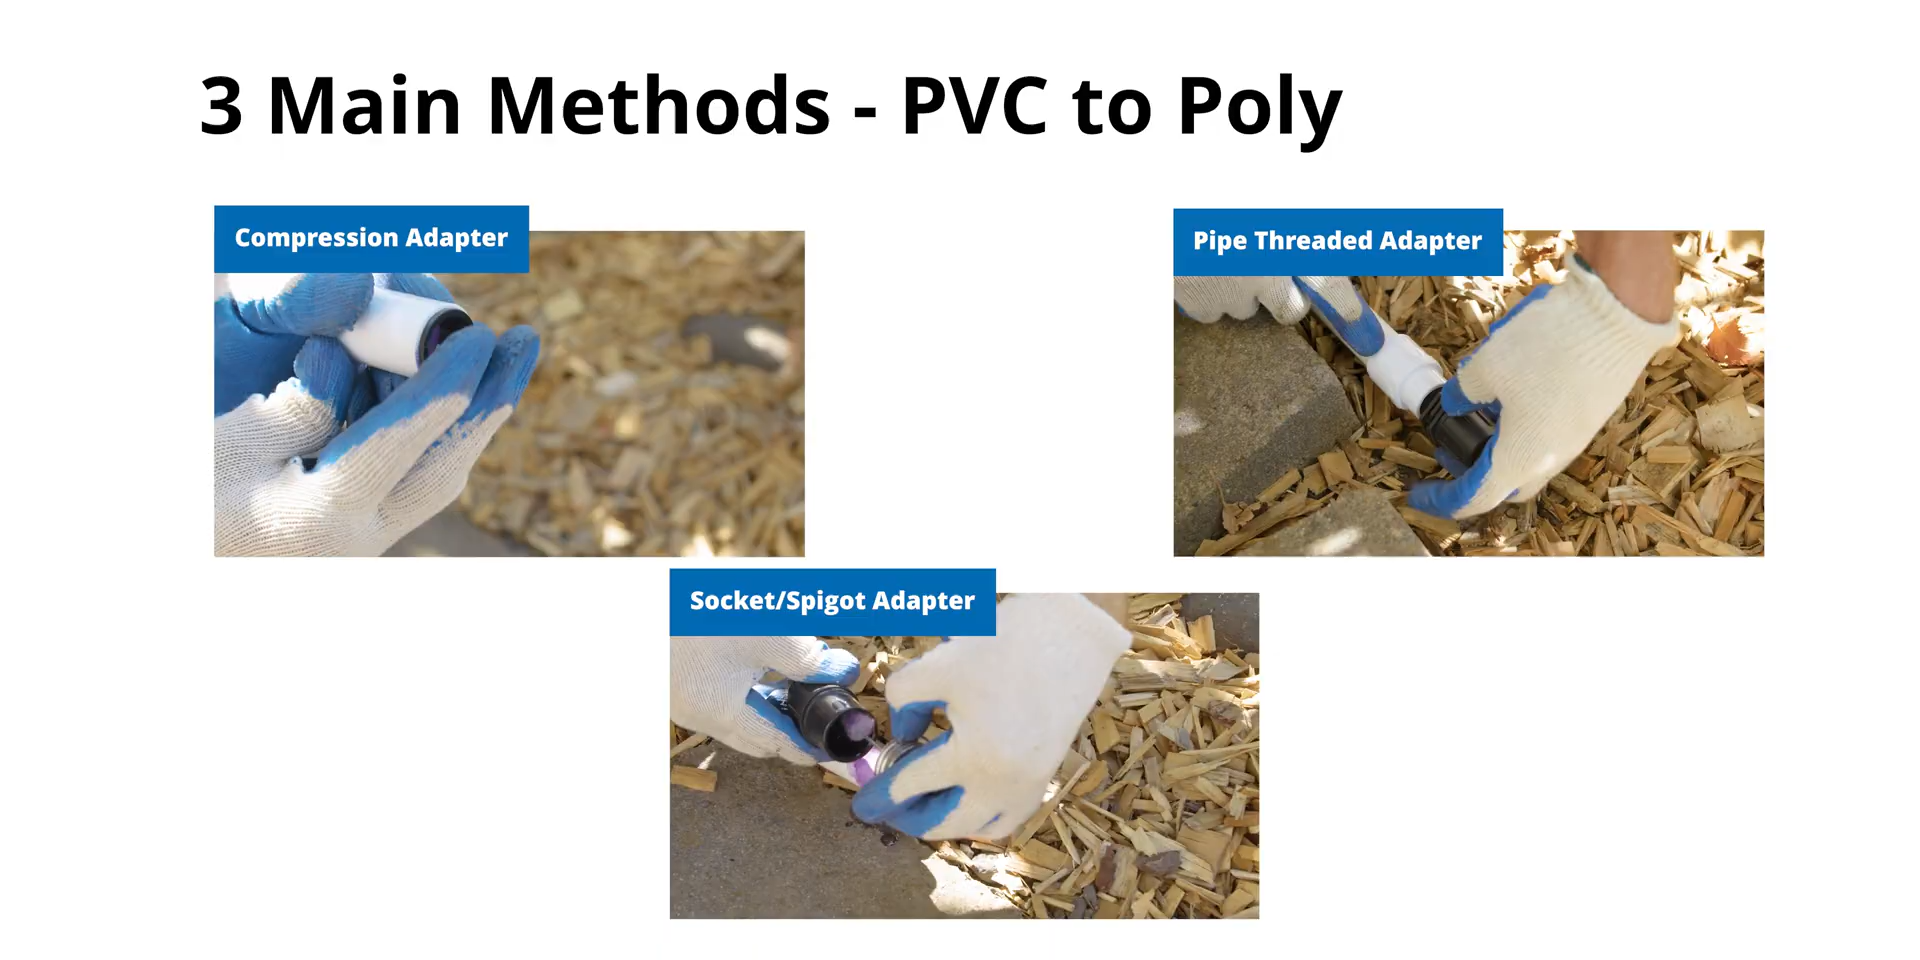 3 Main Methods - PVC to Poly
Compression Adapter
Pipe Threaded Adapter
Socket/Spigot Adapter